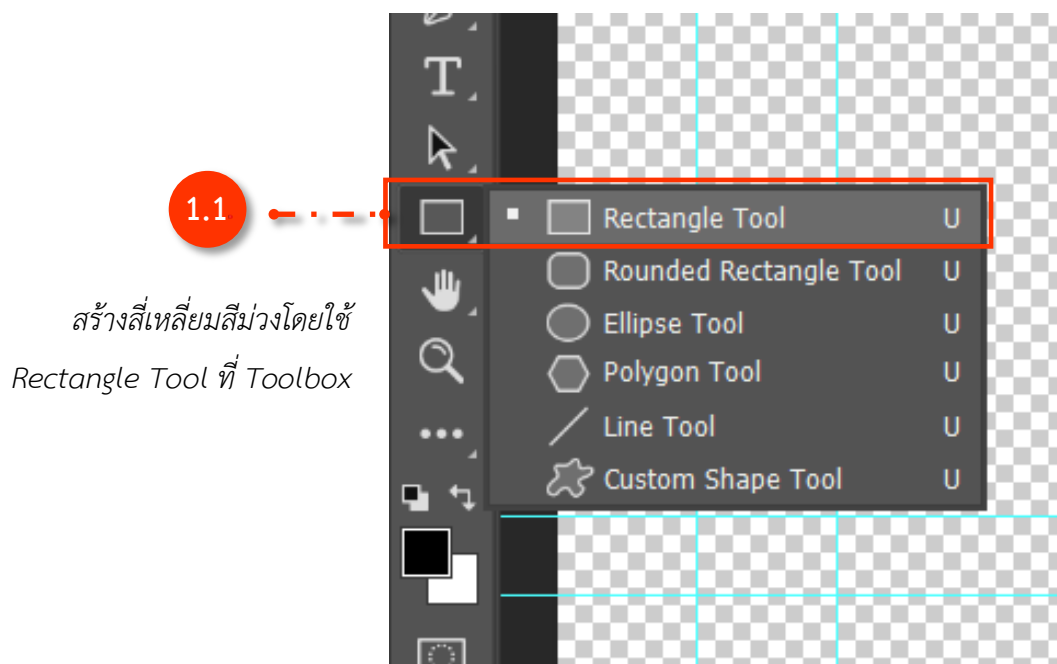 T
1.1
Rectangle Tool U
Rounded Rectangle Tool U
Ellipse Tool U
Polygon Tool U
Line Tool U
Custom Shape Tool U
สร้างสี่เหลี่ยมสีม่วงโดยใช้
Rectangle Tool ที่ Toolbox